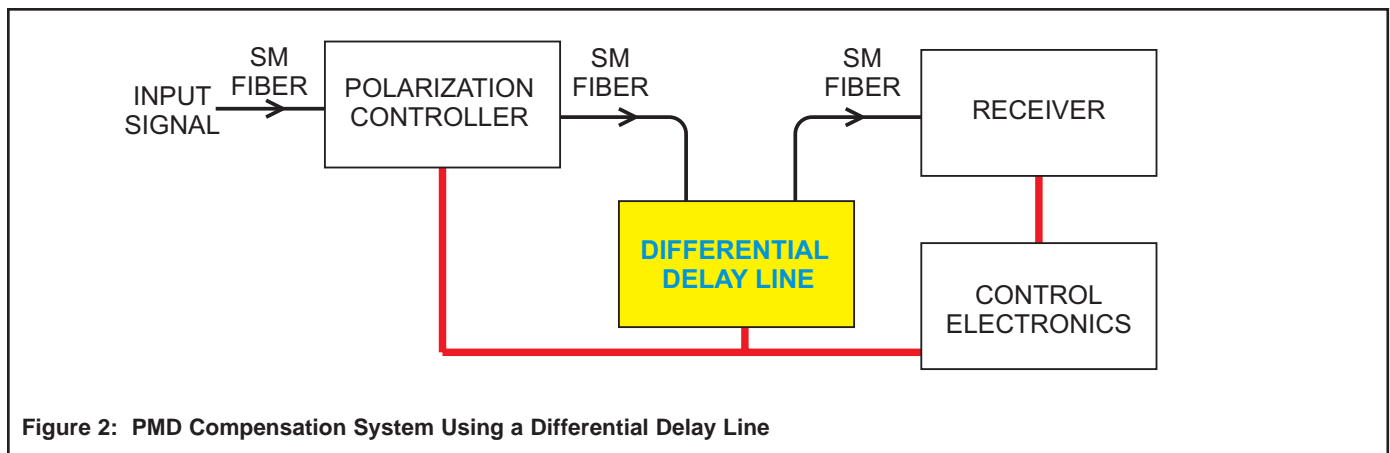 INPUT
SIGNAL
SM
FIBER
POLARIZATION
CONTROLLER
SM
FIBER
DIFFERENTIAL
DELAY LINE
SM
FIBER
RECEIVER
CONTROL
ELECTRONICS
Figure 2: PMD Compensation System Using a Differential Delay Line